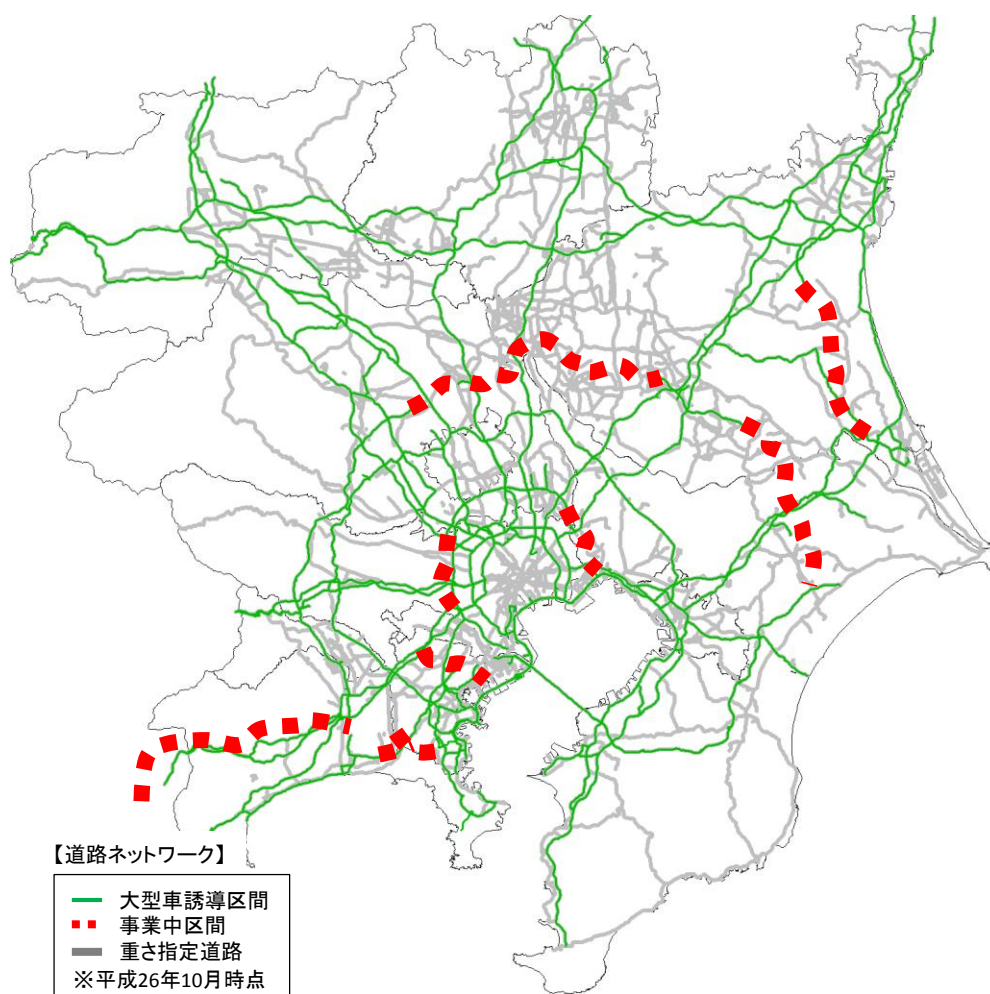 【道路ネットワーク】
大型車誘導区間
事業中区間
重さ指定道路
※平成26年10月時点